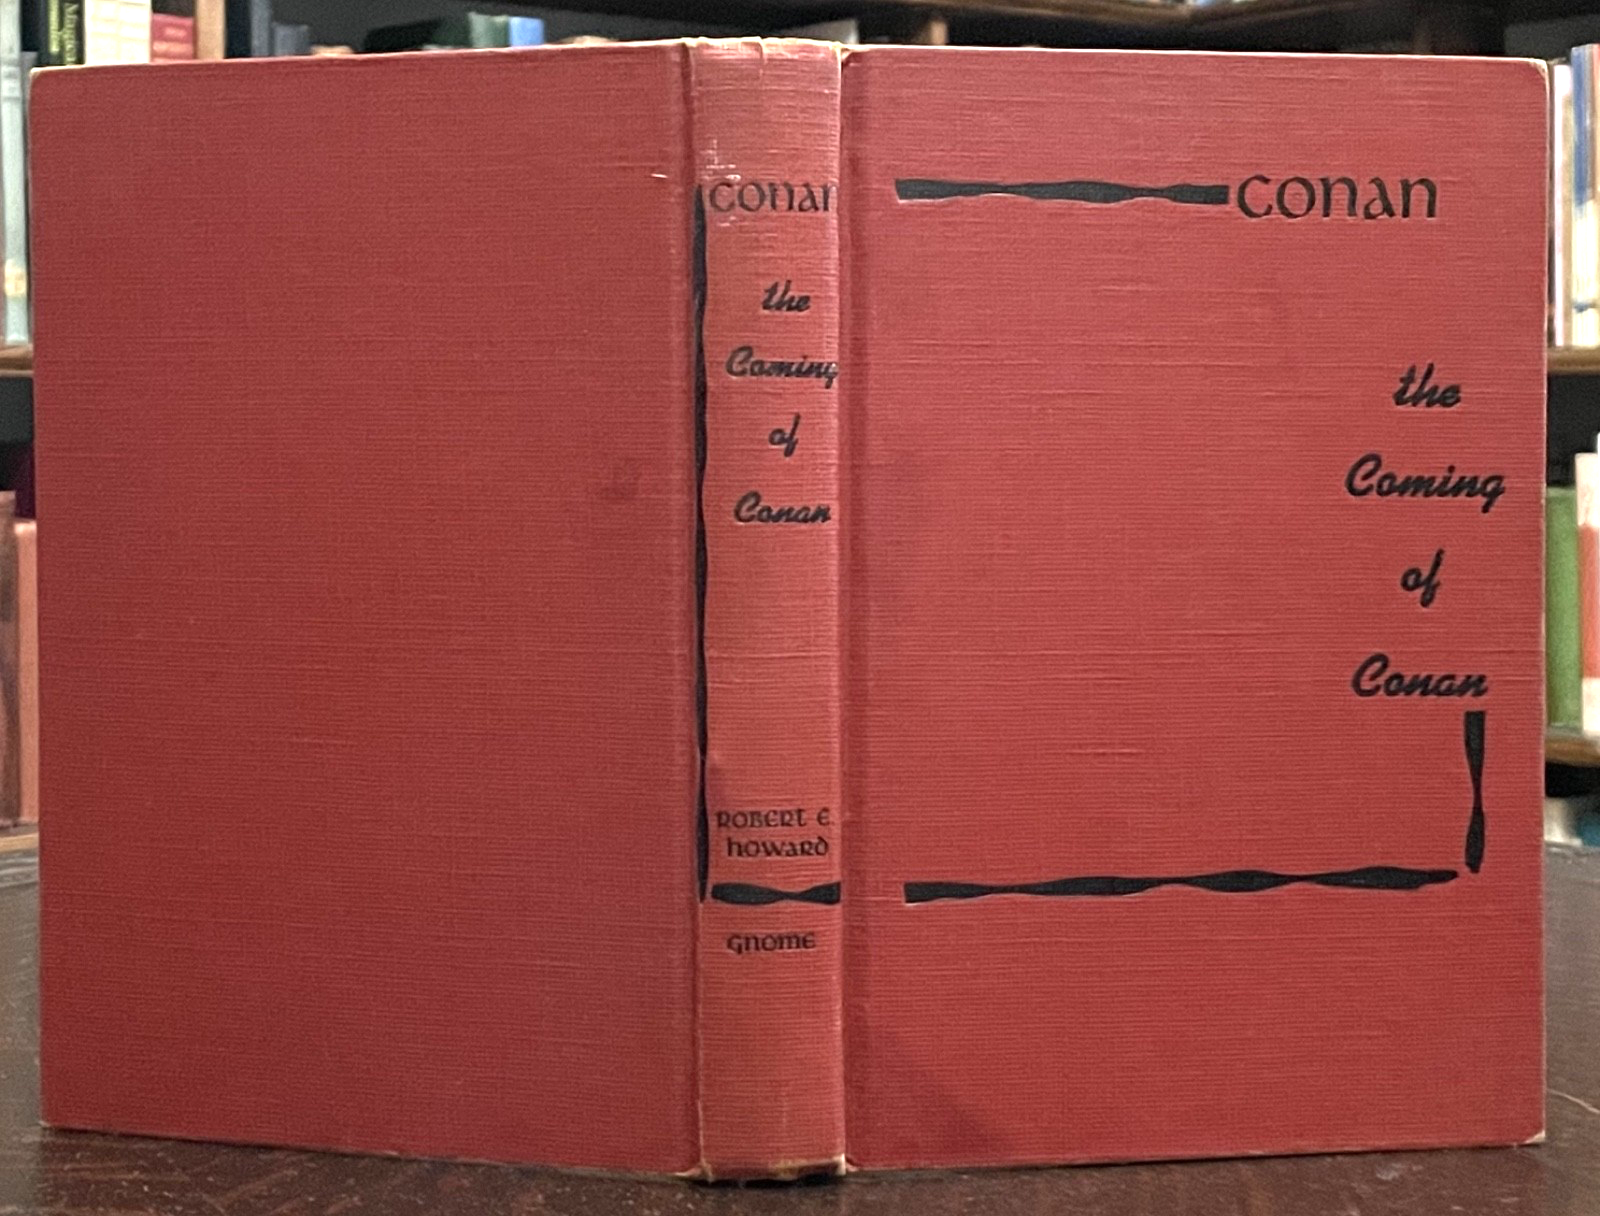 CONAN
the
Coming
of
Conan
ROBERT E.
HOWARD
GNOME
CONAN
the
Coming
of
Conan